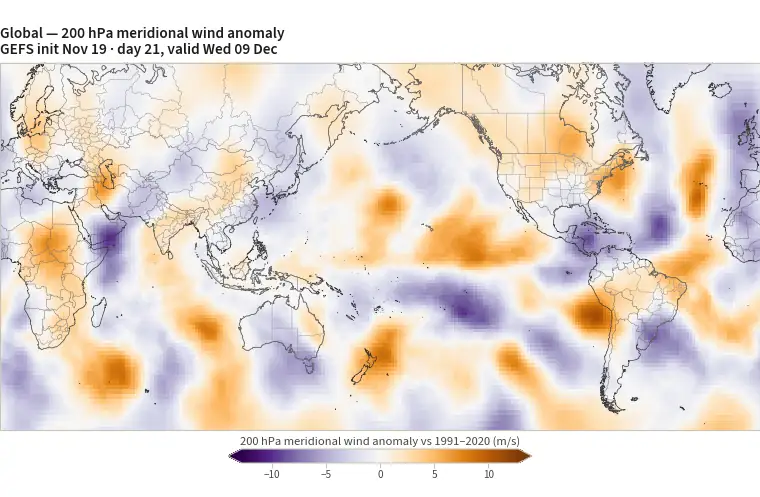 Global — 200 hPa meridional wind anomaly
GEFS init Nov 19 · day 21, valid Wed 09 Dec
200 hPa meridional wind anomaly vs 1991–2020 (m/s)
−10 −5 0 5 10